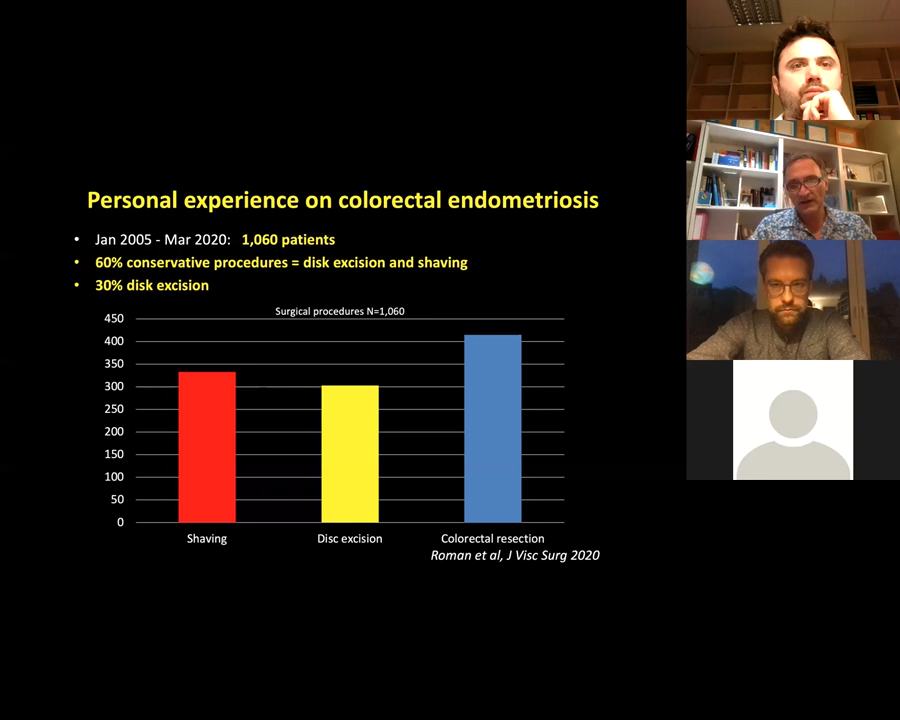 Personal experience on colorectal endometriosis
• Jan 2005 - Mar 2020: 1,060 patients
• 60% conservative procedures = disk excision and shaving
• 30% disk excision
Surgical procedures N=1,060
450
400
350
300
250
200
150
100
50
0
Shaving Disc excision Colorectal resection
Roman et al, J Visc Surg 2020